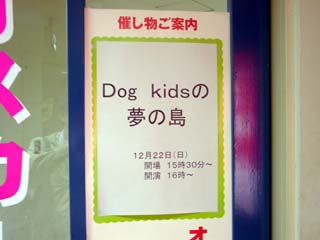 催し物ご案内
Dog kidsの
夢の島
12月22日(日)
開場 15時30分〜
開演 16時〜
オ